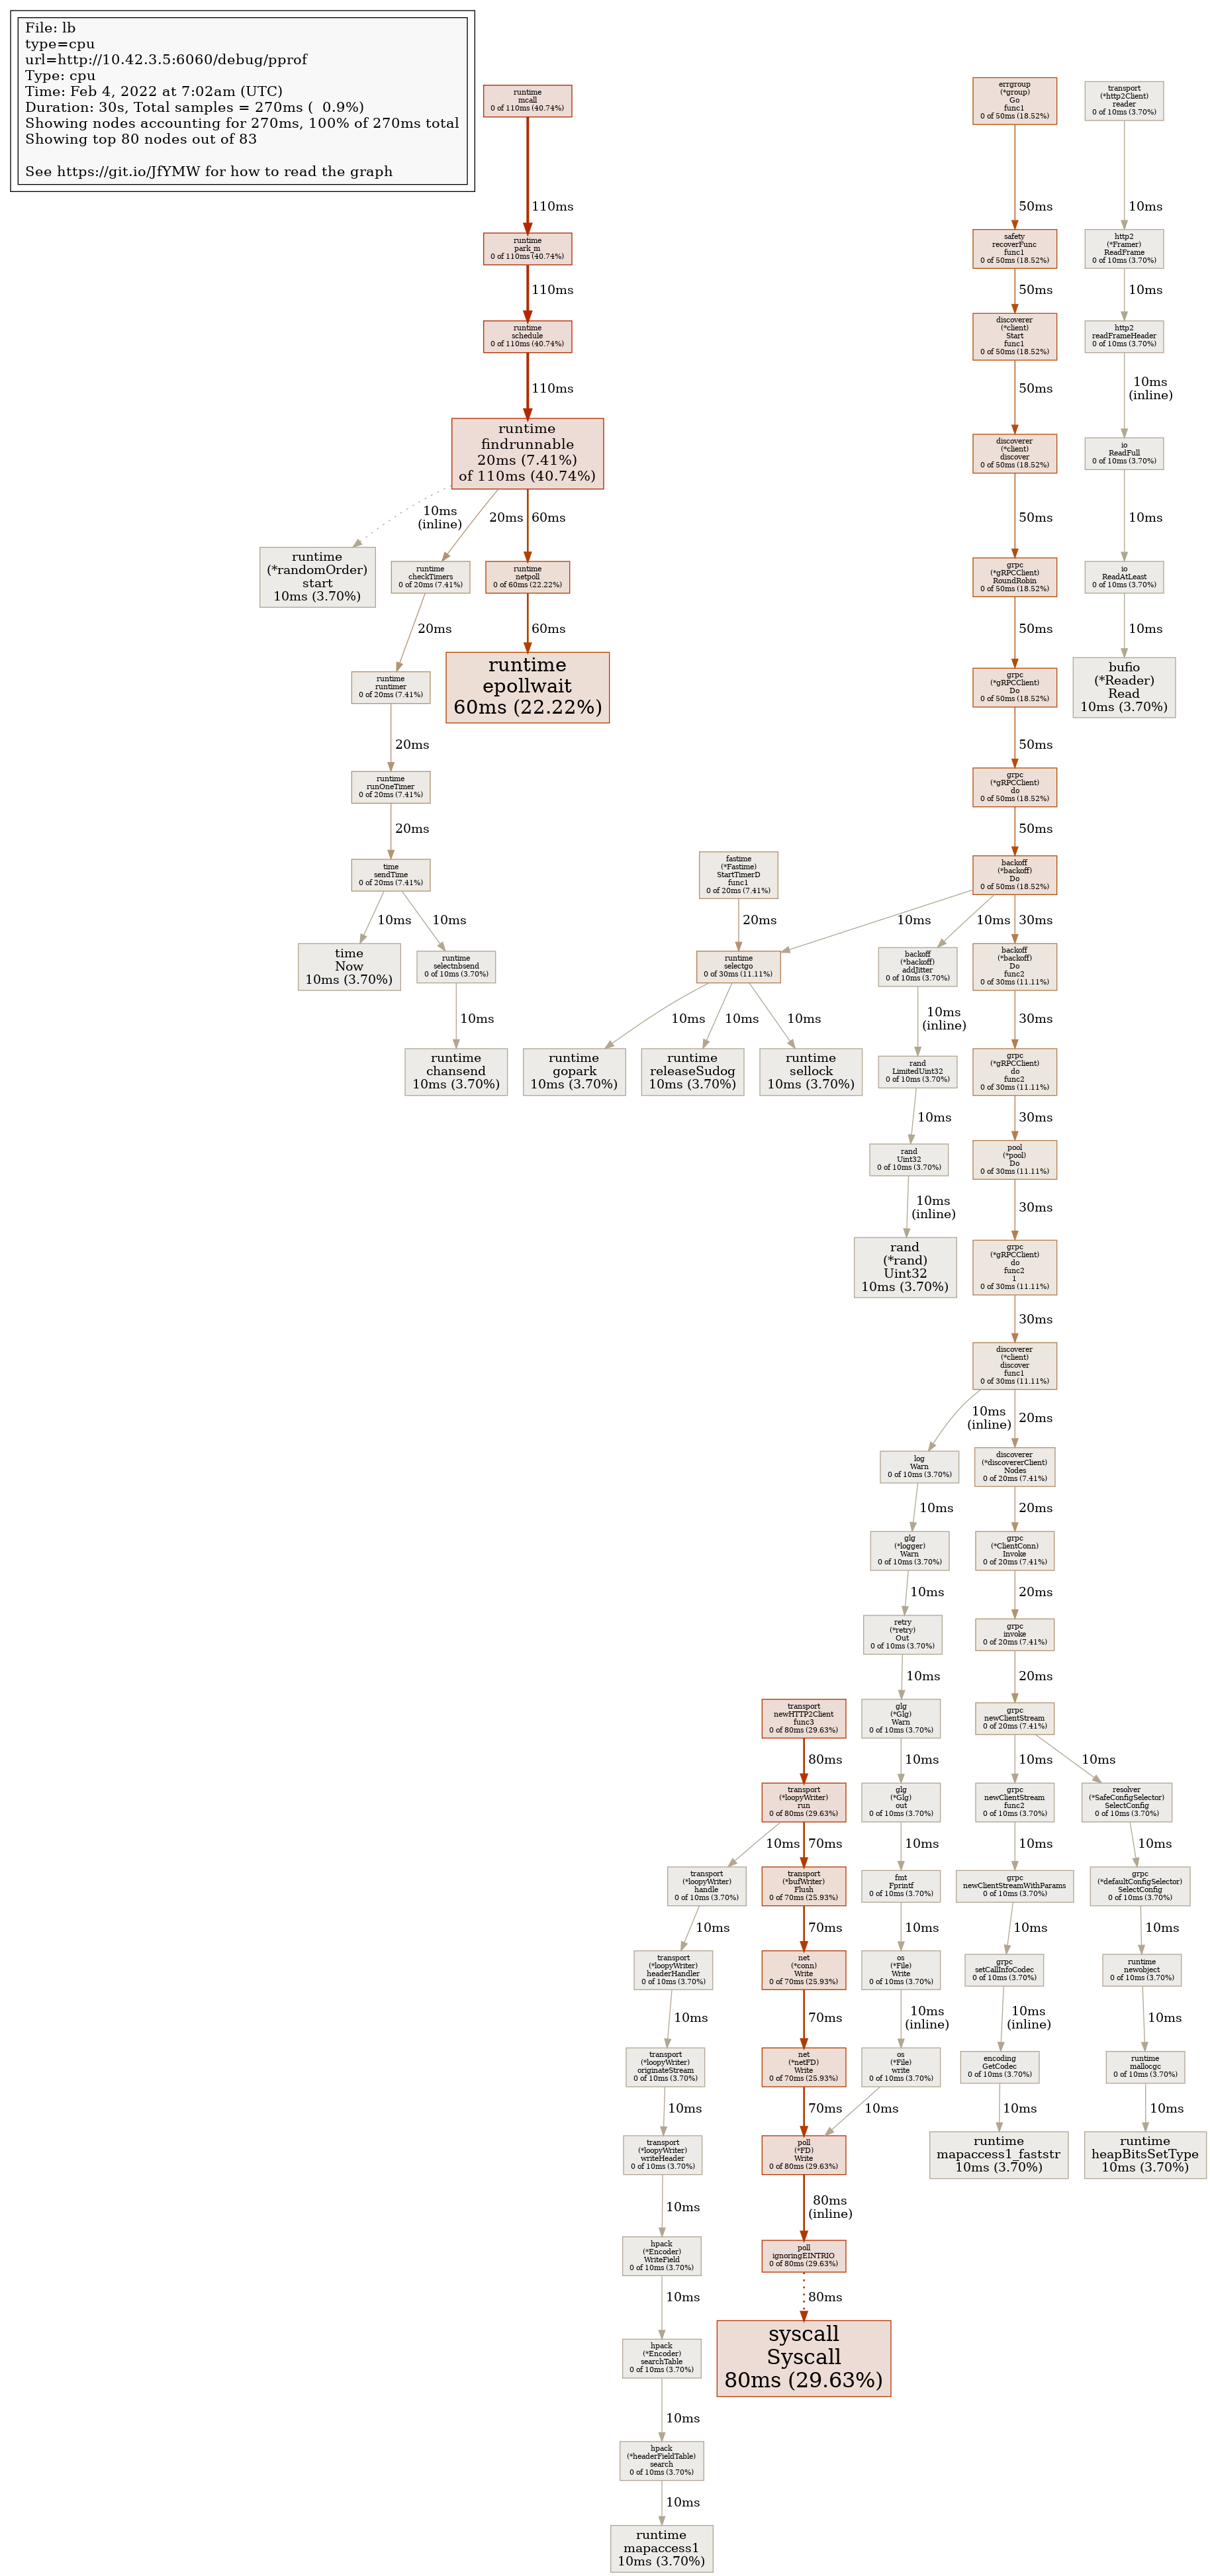 File: lb
type=cpu
url=http://10.42.3.5:6060/debug/pprof
Type: cpu
Time: Feb 4, 2022 at 7:02am (UTC)
Duration: 30s, Total samples = 270ms ( 0.9%)
Showing nodes accounting for 270ms, 100% of 270ms total
Showing top 80 nodes out of 83
See https://git.io/JfYMW for how to read the graph
runtime
mcall
0 of 110ms (40.74%)
110ms
runtime
park_m
0 of 110ms (40.74%)
110ms
runtime
schedule
0 of 110ms (40.74%)
110ms
runtime
findrunnable
20ms (7.41%)
of 110ms (40.74%)
10ms
(inline)
20ms
60ms
runtime
(*randomOrder)
start
10ms (3.70%)
runtime
checkTimers
0 of 20ms (7.41%)
runtime
netpoll
0 of 60ms (22.22%)
20ms
60ms
runtime
runtimer
0 of 20ms (7.41%)
runtime
epollwait
60ms (22.22%)
20ms
runtime
runOneTimer
0 of 20ms (7.41%)
20ms
time
sendTime
0 of 20ms (7.41%)
10ms
10ms
time
Now
10ms (3.70%)
runtime
selectnbsend
0 of 10ms (3.70%)
10ms
runtime
chansend
10ms (3.70%)
errgroup
(*group)
Go
func1
0 of 50ms (18.52%)
50ms
safety
recoverFunc
func1
0 of 50ms (18.52%)
50ms
discoverer
(*client)
Start
func1
0 of 50ms (18.52%)
50ms
discoverer
(*client)
discover
0 of 50ms (18.52%)
50ms
grpc
(*gRPCClient)
RoundRobin
0 of 50ms (18.52%)
50ms
grpc
(*gRPCClient)
Do
0 of 50ms (18.52%)
50ms
grpc
(*gRPCClient)
do
0 of 50ms (18.52%)
50ms
backoff
(*backoff)
Do
0 of 50ms (18.52%)
10ms
10ms
30ms
transport
(*http2Client)
reader
0 of 10ms (3.70%)
10ms
http2
(*Framer)
ReadFrame
0 of 10ms (3.70%)
10ms
http2
readFrameHeader
0 of 10ms (3.70%)
10ms
(inline)
io
ReadFull
0 of 10ms (3.70%)
10ms
io
ReadAtLeast
0 of 10ms (3.70%)
10ms
bufio
(*Reader)
Read
10ms (3.70%)
fastime
(*Fastime)
StartTimerD
func1
0 of 20ms (7.41%)
20ms
runtime
selectgo
0 of 30ms (11.11%)
10ms
10ms
10ms
runtime
gopark
10ms (3.70%)
runtime
releaseSudog
10ms (3.70%)
runtime
sellock
10ms (3.70%)
backoff
(*backoff)
addJitter
0 of 10ms (3.70%)
10ms
(inline)
rand
LimitedUint32
0 of 10ms (3.70%)
10ms
rand
Uint32
0 of 10ms (3.70%)
10ms
(inline)
rand
(*rand)
Uint32
10ms (3.70%)
backoff
(*backoff)
Do
func2
0 of 30ms (11.11%)
30ms
grpc
(*gRPCClient)
do
func2
0 of 30ms (11.11%)
30ms
pool
(*pool)
Do
0 of 30ms (11.11%)
30ms
grpc
(*gRPCClient)
do
func2
1
0 of 30ms (11.11%)
30ms
discoverer
(*client)
discover
func1
0 of 30ms (11.11%)
10ms
(inline)
20ms
log
Warn
0 of 10ms (3.70%)
10ms
glg
(*logger)
Warn
0 of 10ms (3.70%)
10ms
retry
(*retry)
Out
0 of 10ms (3.70%)
10ms
glg
(*Glg)
Warn
0 of 10ms (3.70%)
10ms
glg
(*Glg)
out
0 of 10ms (3.70%)
10ms
fmt
Fprintf
0 of 10ms (3.70%)
10ms
os
(*File)
Write
0 of 10ms (3.70%)
10ms
(inline)
os
(*File)
write
0 of 10ms (3.70%)
10ms
discoverer
(*discovererClient)
Nodes
0 of 20ms (7.41%)
20ms
grpc
(*ClientConn)
Invoke
0 of 20ms (7.41%)
20ms
grpc
invoke
0 of 20ms (7.41%)
20ms
grpc
newClientStream
0 of 20ms (7.41%)
10ms
10ms
grpc
newClientStream
func2
0 of 10ms (3.70%)
10ms
grpc
newClientStreamWithParams
0 of 10ms (3.70%)
10ms
grpc
setCallInfoCodec
0 of 10ms (3.70%)
10ms
(inline)
encoding
GetCodec
0 of 10ms (3.70%)
10ms
runtime
mapaccess1_faststr
10ms (3.70%)
resolver
(*SafeConfigSelector)
SelectConfig
0 of 10ms (3.70%)
10ms
grpc
(*defaultConfigSelector)
SelectConfig
0 of 10ms (3.70%)
10ms
runtime
newobject
0 of 10ms (3.70%)
10ms
runtime
mallocgc
0 of 10ms (3.70%)
10ms
runtime
heapBitsSetType
10ms (3.70%)
transport
newHTTP2Client
func3
0 of 80ms (29.63%)
80ms
transport
(*loopyWriter)
run
0 of 80ms (29.63%)
10ms
70ms
transport
(*loopyWriter)
handle
0 of 10ms (3.70%)
10ms
transport
(*loopyWriter)
headerHandler
0 of 10ms (3.70%)
10ms
transport
(*loopyWriter)
originateStream
0 of 10ms (3.70%)
10ms
transport
(*loopyWriter)
writeHeader
0 of 10ms (3.70%)
10ms
hpack
(*Encoder)
WriteField
0 of 10ms (3.70%)
10ms
hpack
(*Encoder)
searchTable
0 of 10ms (3.70%)
10ms
hpack
(*headerFieldTable)
search
0 of 10ms (3.70%)
10ms
runtime
mapaccess1
10ms (3.70%)
transport
(*bufWriter)
Flush
0 of 70ms (25.93%)
70ms
net
(*conn)
Write
0 of 70ms (25.93%)
70ms
net
(*netFD)
Write
0 of 70ms (25.93%)
70ms
poll
(*FD)
Write
0 of 80ms (29.63%)
80ms
(inline)
poll
ignoringEINTRIO
0 of 80ms (29.63%)
80ms
syscall
Syscall
80ms (29.63%)